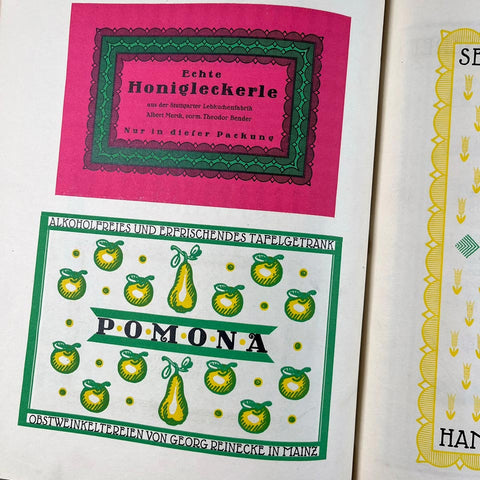 Echte
Honigleckerle
aus der Stuttgarter Lebkuchenfabrik
Albert Marsk, vorm. Theodor Bender
Nur in dieser Packung
ALKOHOLFREIES UND ERFRISCHENDES TAFELGETRÄNK
POMONA
OBSTWEINKELTEREIEN VON GEORG REINECKE IN MAINZ
SE
HAN